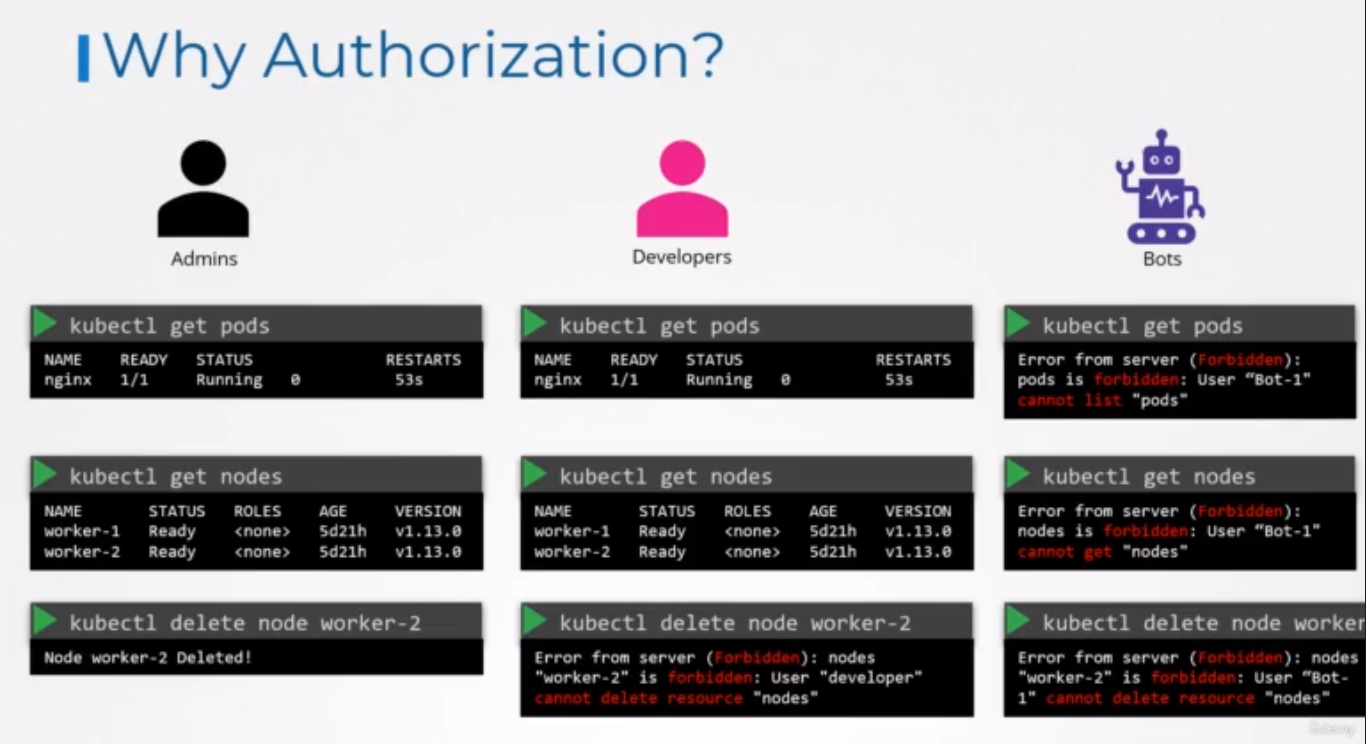 Why Authorization?
Admins
Developers
Bots
kubectl get pods
NAME READY STATUS RESTARTS
nginx 1/1 Running 0 53s
kubectl get pods
NAME READY STATUS RESTARTS
nginx 1/1 Running 0 53s
kubectl get pods
Error from server (Forbidden):
pods is forbidden: User “Bot-1"
cannot list "pods"
kubectl get nodes
NAME STATUS ROLES AGE VERSION
worker-1 Ready <none> 5d21h v1.13.0
worker-2 Ready <none> 5d21h v1.13.0
kubectl get nodes
NAME STATUS ROLES AGE VERSION
worker-1 Ready <none> 5d21h v1.13.0
worker-2 Ready <none> 5d21h v1.13.0
kubectl get nodes
Error from server (Forbidden):
nodes is forbidden: User “Bot-1"
cannot get "nodes"
kubectl delete node worker-2
Node worker-2 Deleted!
kubectl delete node worker-2
Error from server (Forbidden): nodes
"worker-2" is forbidden: User "developer"
cannot delete resource "nodes"
kubectl delete node worker
Error from server (Forbidden): nodes
"worker-2" is forbidden: User “Bot-
1" cannot delete resource "nodes"
Udemy